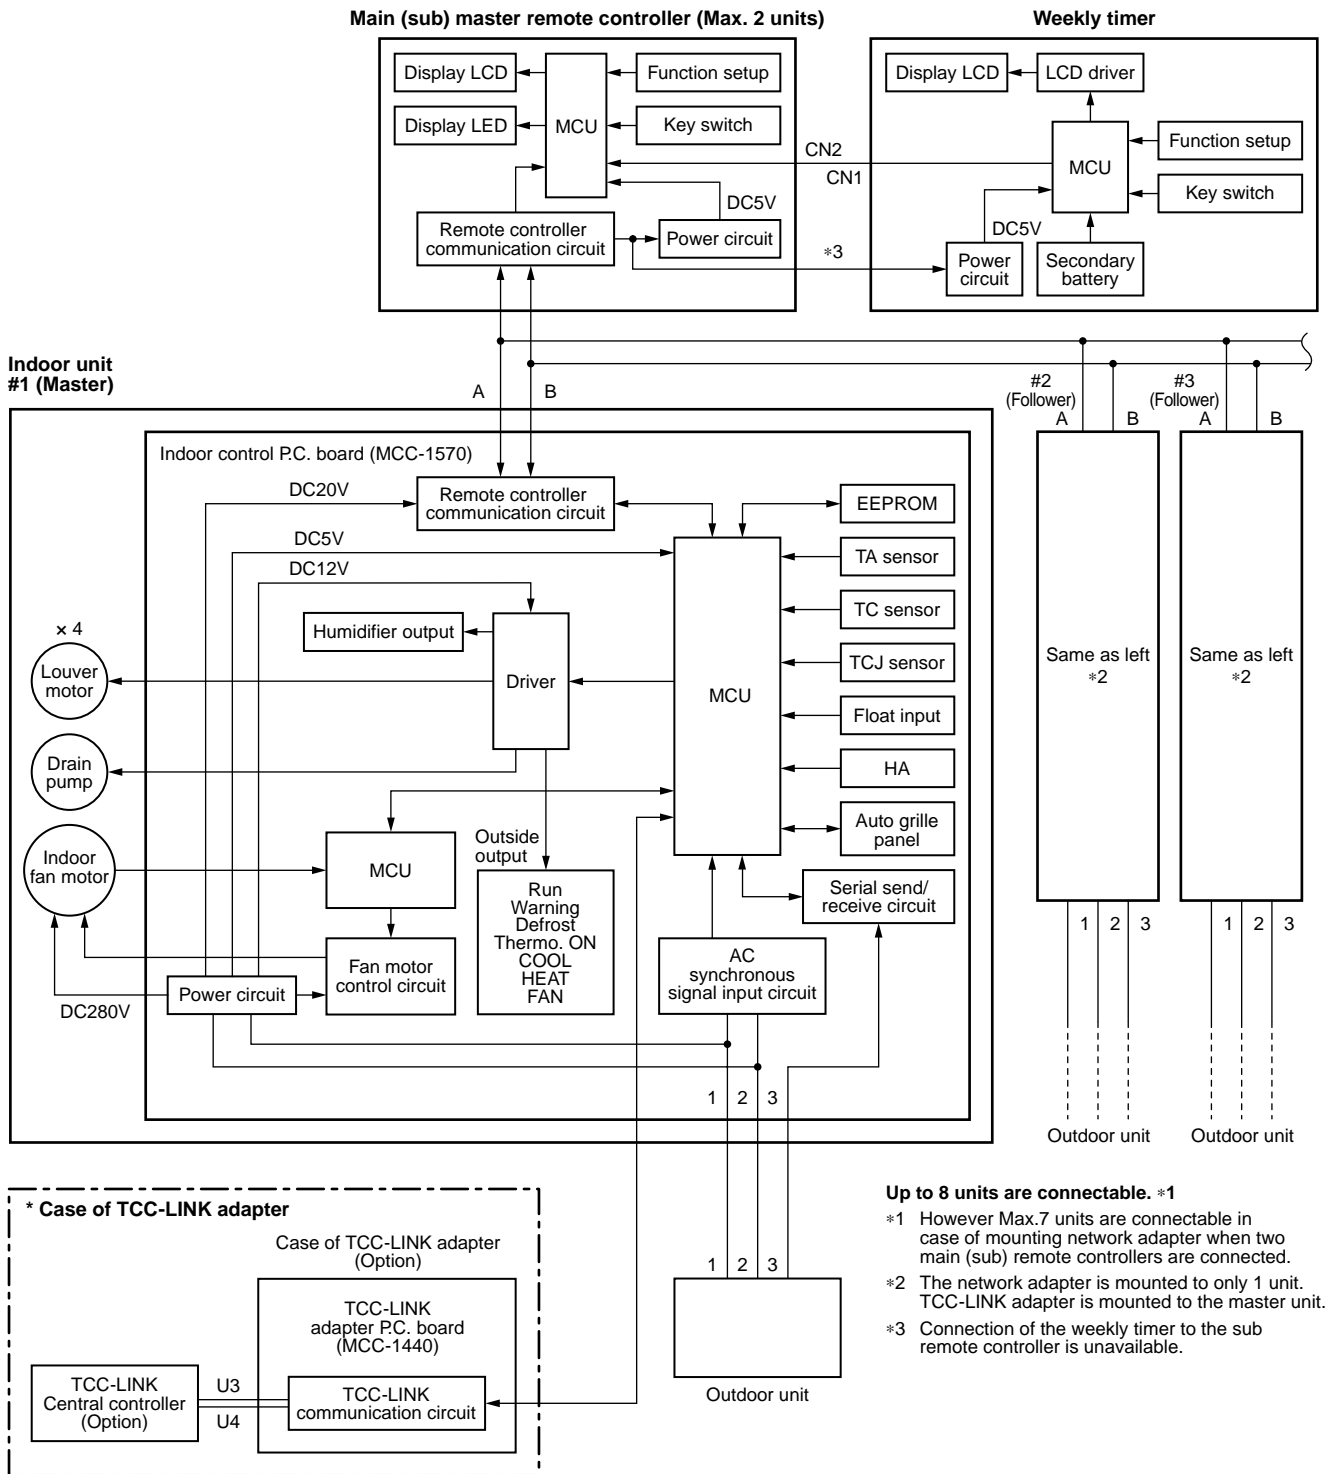 Main (sub) master remote controller (Max. 2 units)
Weekly timer
Display LCD
MCU
Function setup
Display LED
Key switch
Display LCD
LCD driver
MCU
Function setup
Key switch
CN2
CN1
DC5V
Remote controller
communication circuit
Power circuit
∗3
DC5V
Power
circuit
Secondary
battery
Indoor unit
#1 (Master)
A
B
#2
(Follower)
A
B
#3
(Follower)
A
B
Indoor control P.C. board (MCC-1570)
DC20V
Remote controller
communication circuit
EEPROM
DC5V
TA sensor
DC12V
TC sensor
Humidifier output
× 4
Louver
motor
Driver
MCU
TCJ sensor
Same as left
∗2
Same as left
∗2
Float input
Drain
pump
HA
Auto grille
panel
Indoor
fan motor
MCU
Outside
output
Run
Warning
Defrost
Thermo. ON
COOL
HEAT
FAN
Serial send/
receive circuit
1
2
3
1
2
3
AC
synchronous
signal input circuit
Fan motor
control circuit
Power circuit
DC280V
1
2
3
Outdoor unit
Outdoor unit
* Case of TCC-LINK adapter
Case of TCC-LINK adapter
(Option)
TCC-LINK
adapter P.C. board
(MCC-1440)
TCC-LINK
Central controller
(Option)
U3
U4
TCC-LINK
communication circuit
1
2
3
Outdoor unit
Up to 8 units are connectable. ∗1
∗1 However Max.7 units are connectable in
case of mounting network adapter when two
main (sub) remote controllers are connected.
∗2 The network adapter is mounted to only 1 unit.
TCC-LINK adapter is mounted to the master unit.
∗3 Connection of the weekly timer to the sub
remote controller is unavailable.